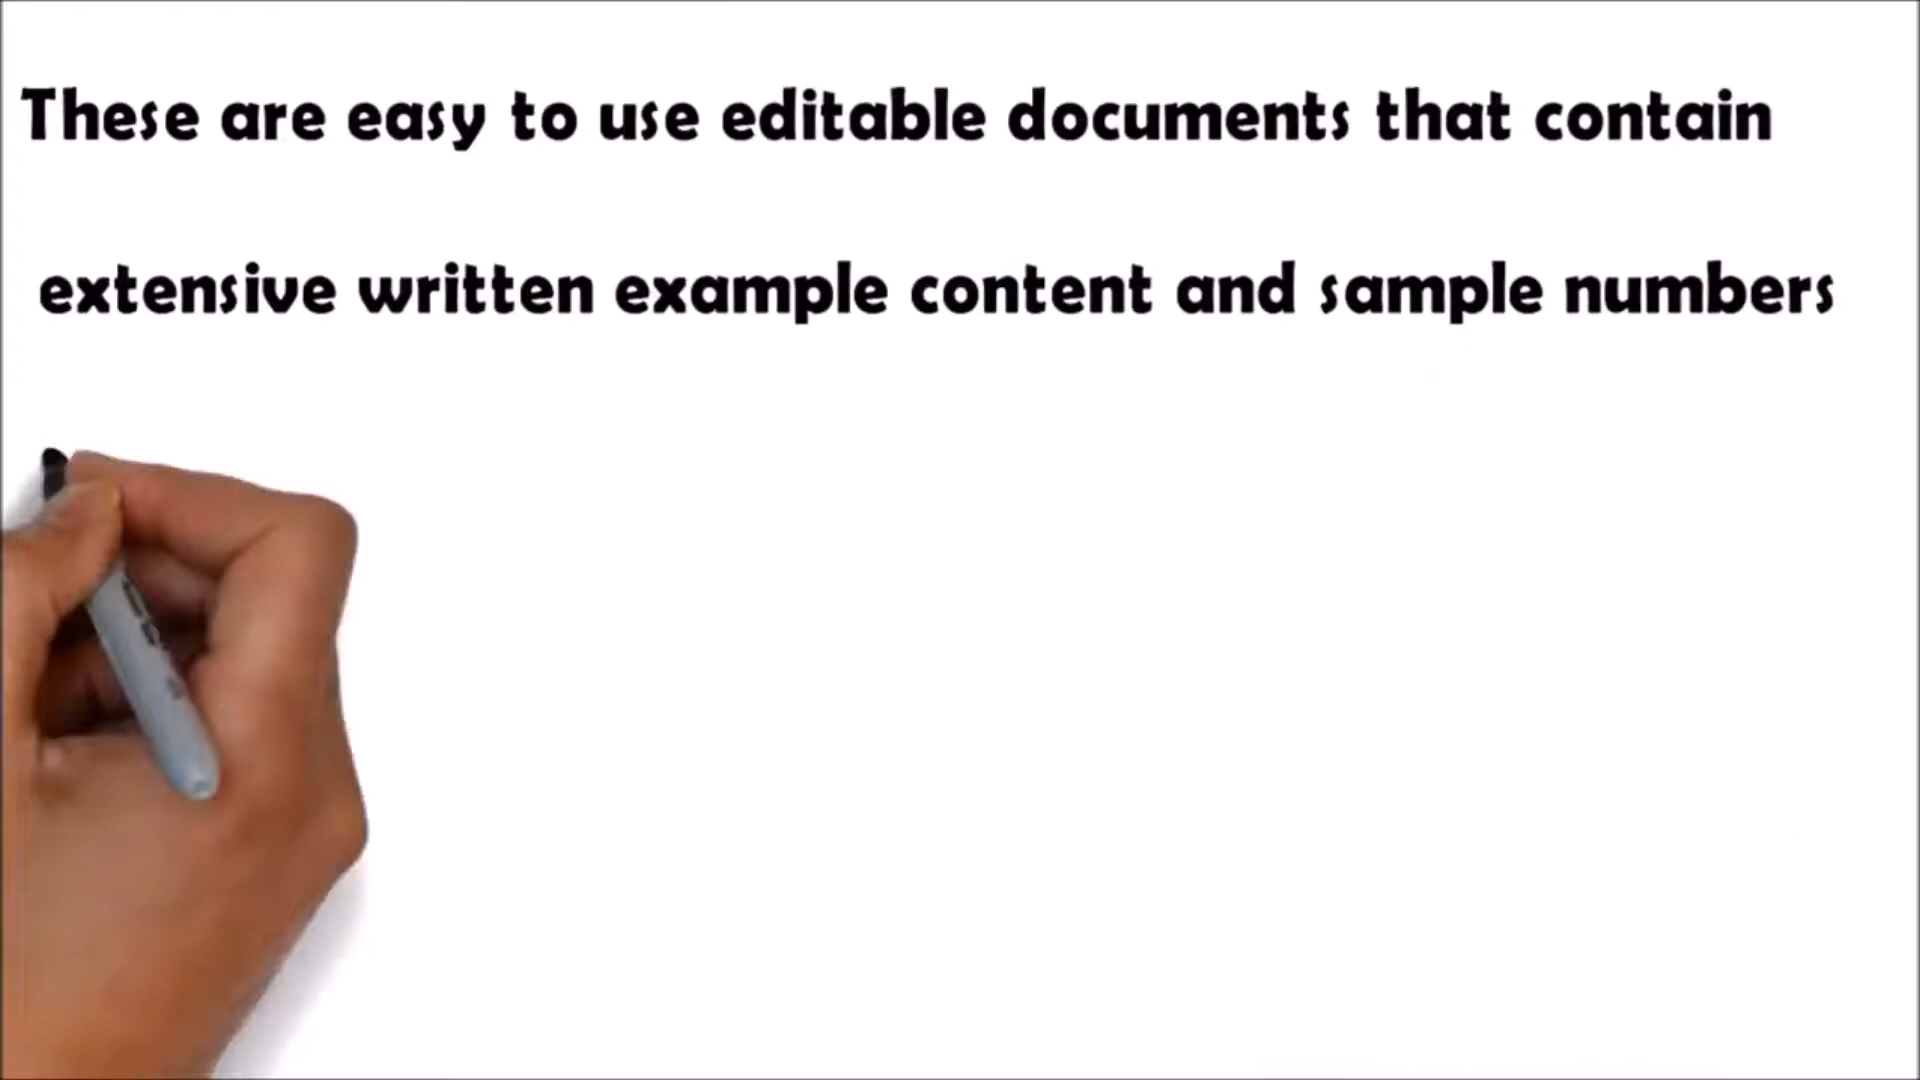 These are easy to use editable documents that contain
extensive written example content and sample numbers